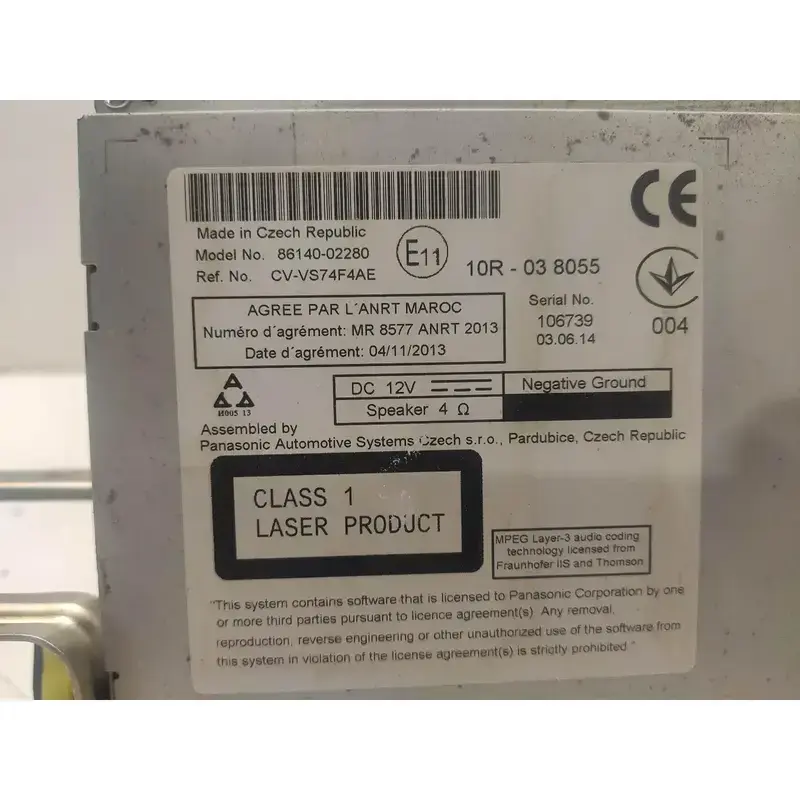 Made in Czech Republic
Model No. 86140-02280
Ref. No. CV-VS74F4AE
E11
10R - 03 8055
CE
004
AGREE PAR L´ANRT MAROC
Numéro d´agrément: MR 8577 ANRT 2013
Date d´agrément: 04/11/2013
Serial No.
106739
03.06.14
И005 13
DC 12V
Negative Ground
Speaker 4 Ω
Assembled by
Panasonic Automotive Systems Czech s.r.o., Pardubice, Czech Republic
CLASS 1
LASER PRODUCT
MPEG Layer-3 audio coding
technology licensed from
Fraunhofer IIS and Thomson
"This system contains software that is licensed to Panasonic Corporation by one
or more third parties pursuant to licence agreement(s). Any removal,
reproduction, reverse engineering or other unauthorized use of the software from
this system in violation of the license agreement(s) is strictly prohibited."